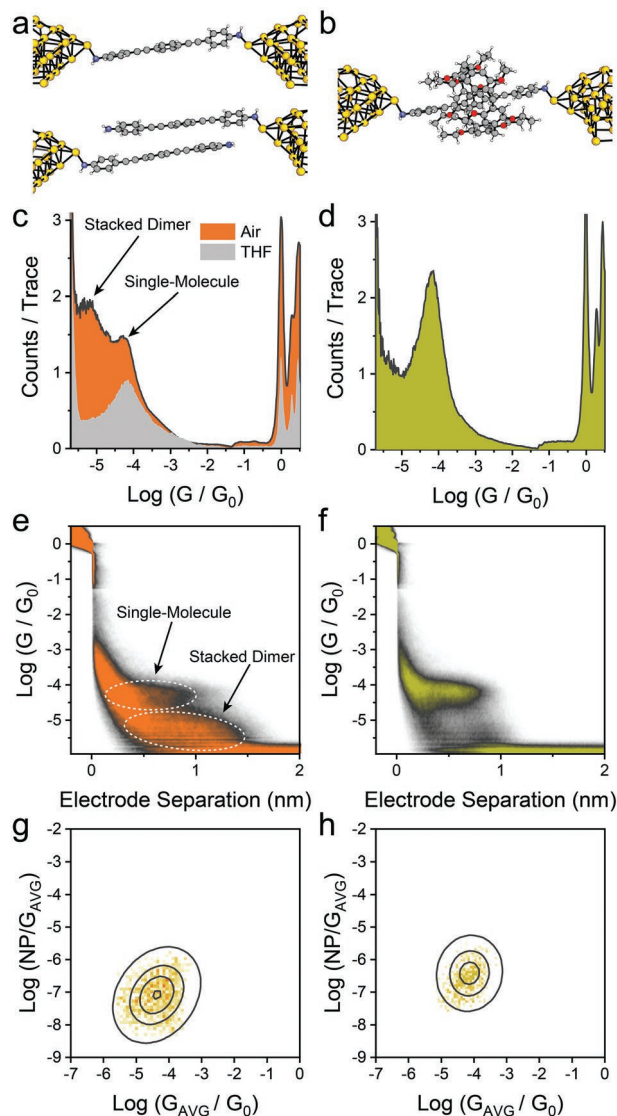 a
b
c
d
3
2
1
0
Counts / Trace
Stacked Dimer
Single-Molecule
Air
THF
-5 -4 -3 -2 -1 0
Log (G / G0)
3
2
1
0
Counts / Trace
-5 -4 -3 -2 -1 0
Log (G / G0)
e
f
0
-1
-2
-3
-4
-5
Log (G / G0)
Single-Molecule
Stacked Dimer
0 1 2
Electrode Separation (nm)
0
-1
-2
-3
-4
-5
Log (G / G0)
0 1 2
Electrode Separation (nm)
g
h
-2
-3
-4
-5
-6
-7
-8
-9
Log (NP/GAVG)
-7 -6 -5 -4 -3 -2 -1 0
Log (GAVG / G0)
-2
-3
-4
-5
-6
-7
-8
-9
Log (NP/GAVG)
-7 -6 -5 -4 -3 -2 -1 0
Log (GAVG / G0)